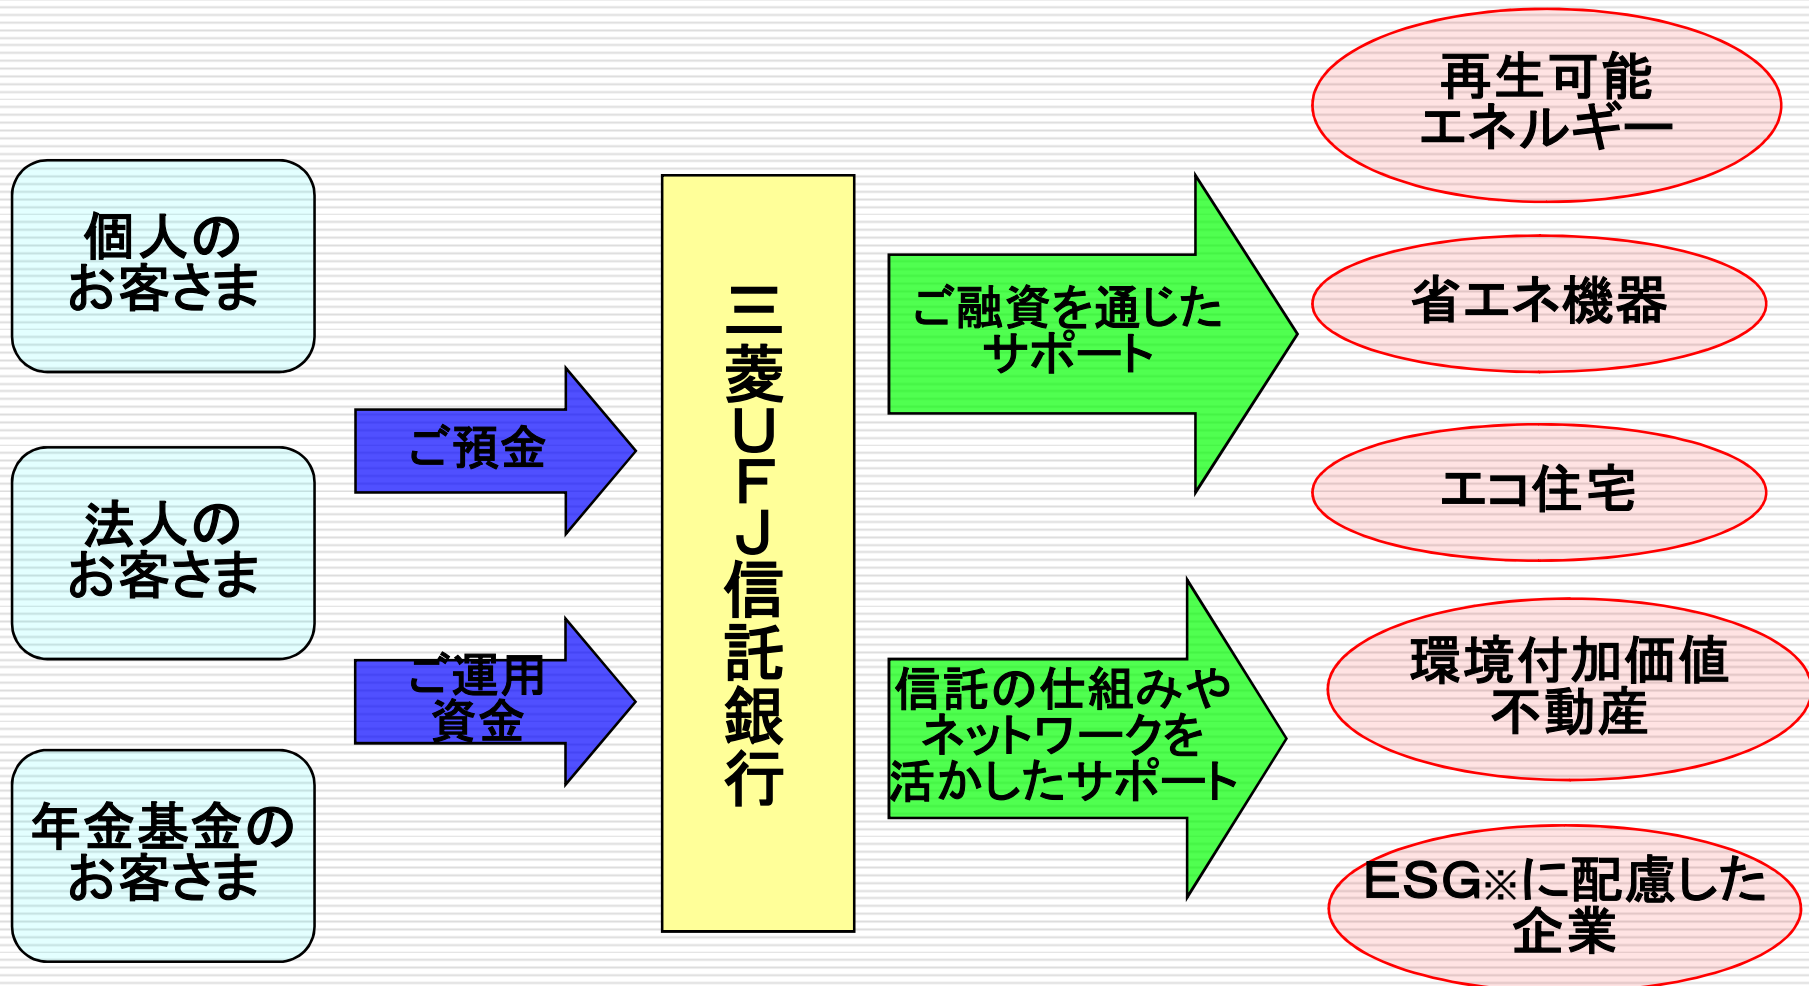 個人の
お客さま
法人の
お客さま
年金基金の
お客さま
ご預金
ご運用
資金
三菱UFJ信託銀行
ご融資を通じた
サポート
信託の仕組みや
ネットワークを
活かしたサポート
再生可能
エネルギー
省エネ機器
エコ住宅
環境付加価値
不動産
ESG※に配慮した
企業